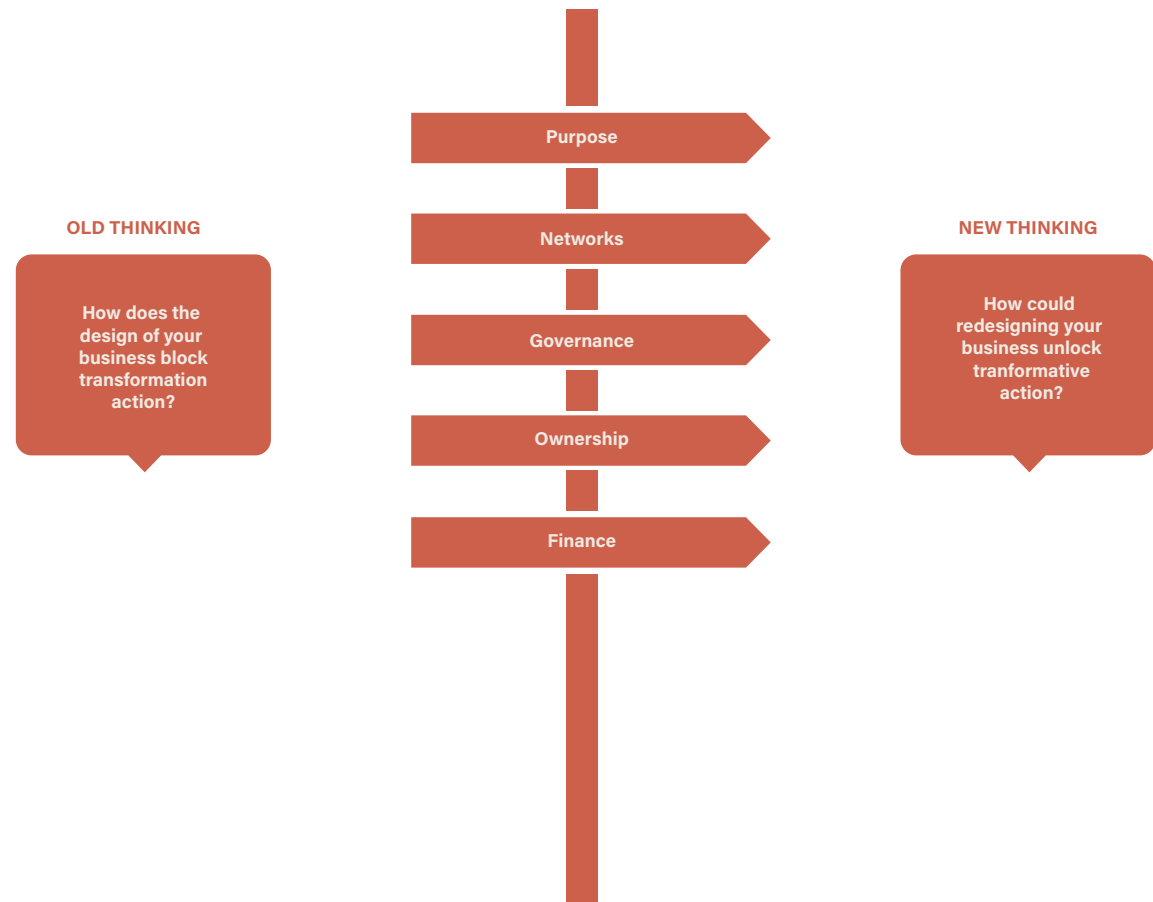 OLD THINKING
How does the
design of your
business block
transformation
action?
Purpose
Networks
Governance
Ownership
Finance
NEW THINKING
How could
redesigning your
business unlock
tranformative
action?